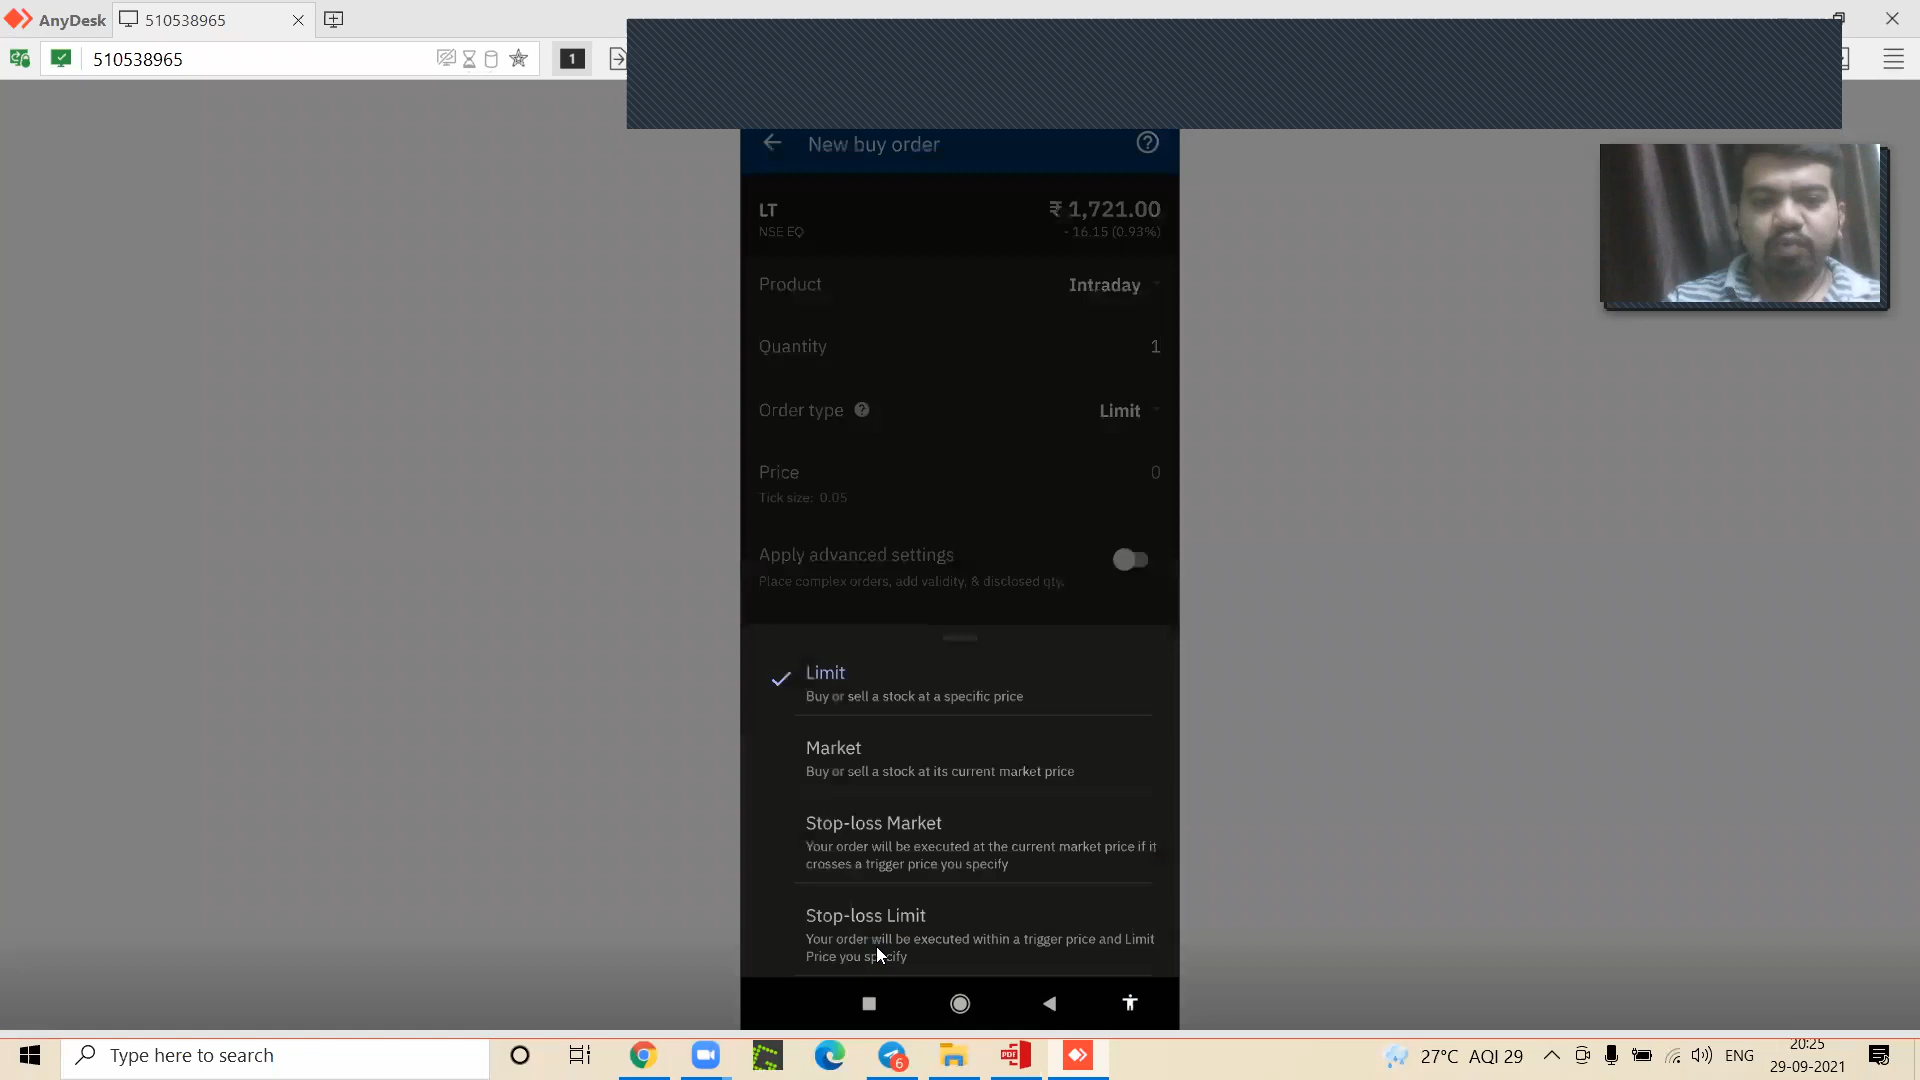 AnyDesk
510538965
510538965
1
New buy order
LT
₹ 1,721.00
NSE EQ
- 16.15 (0.93%)
Product
Intraday
Quantity
1
Order type
Limit
Price
0
Tick size: 0.05
Apply advanced settings
Place complex orders, add validity, & disclosed qty.
Limit
Buy or sell a stock at a specific price
Market
Buy or sell a stock at its current market price
Stop-loss Market
Your order will be executed at the current market price if it
crosses a trigger price you specify
Stop-loss Limit
Your order will be executed within a trigger price and Limit
Price you specify
Type here to search
6
PDF
27°C AQI 29
ENG
20:25
29-09-2021